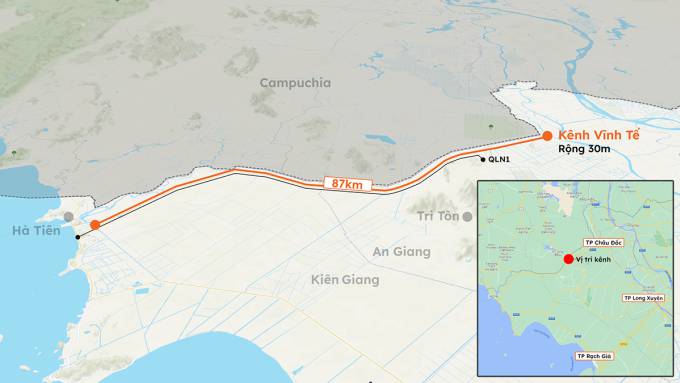 Campuchia
Kênh Vĩnh Tế
Rộng 30m
QLN1
87km
Hà Tiên
Tri Tôn
An Giang
Kiên Giang
TP Châu Đốc
Vị trí kênh
TP Long Xuyên
TP Rạch Giá